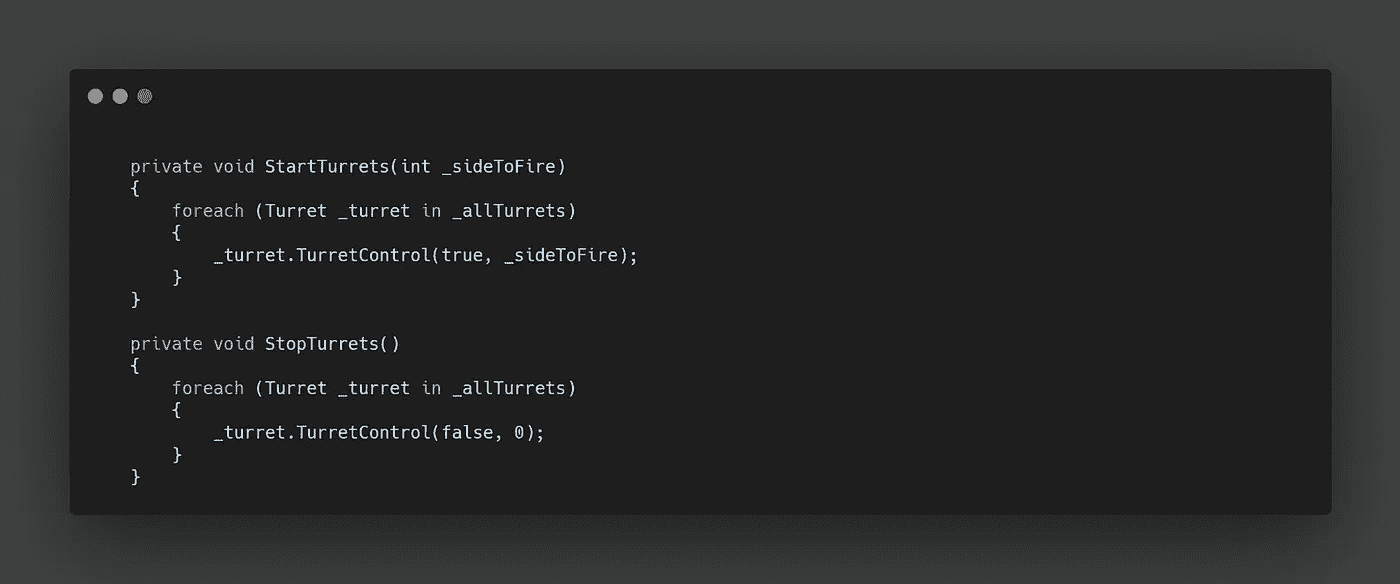 private void StartTurrets(int _sideToFire)
{
    foreach (Turret _turret in _allTurrets)
    {
        _turret.TurretControl(true, _sideToFire);
    }
}

private void StopTurrets()
{
    foreach (Turret _turret in _allTurrets)
    {
        _turret.TurretControl(false, 0);
    }
}